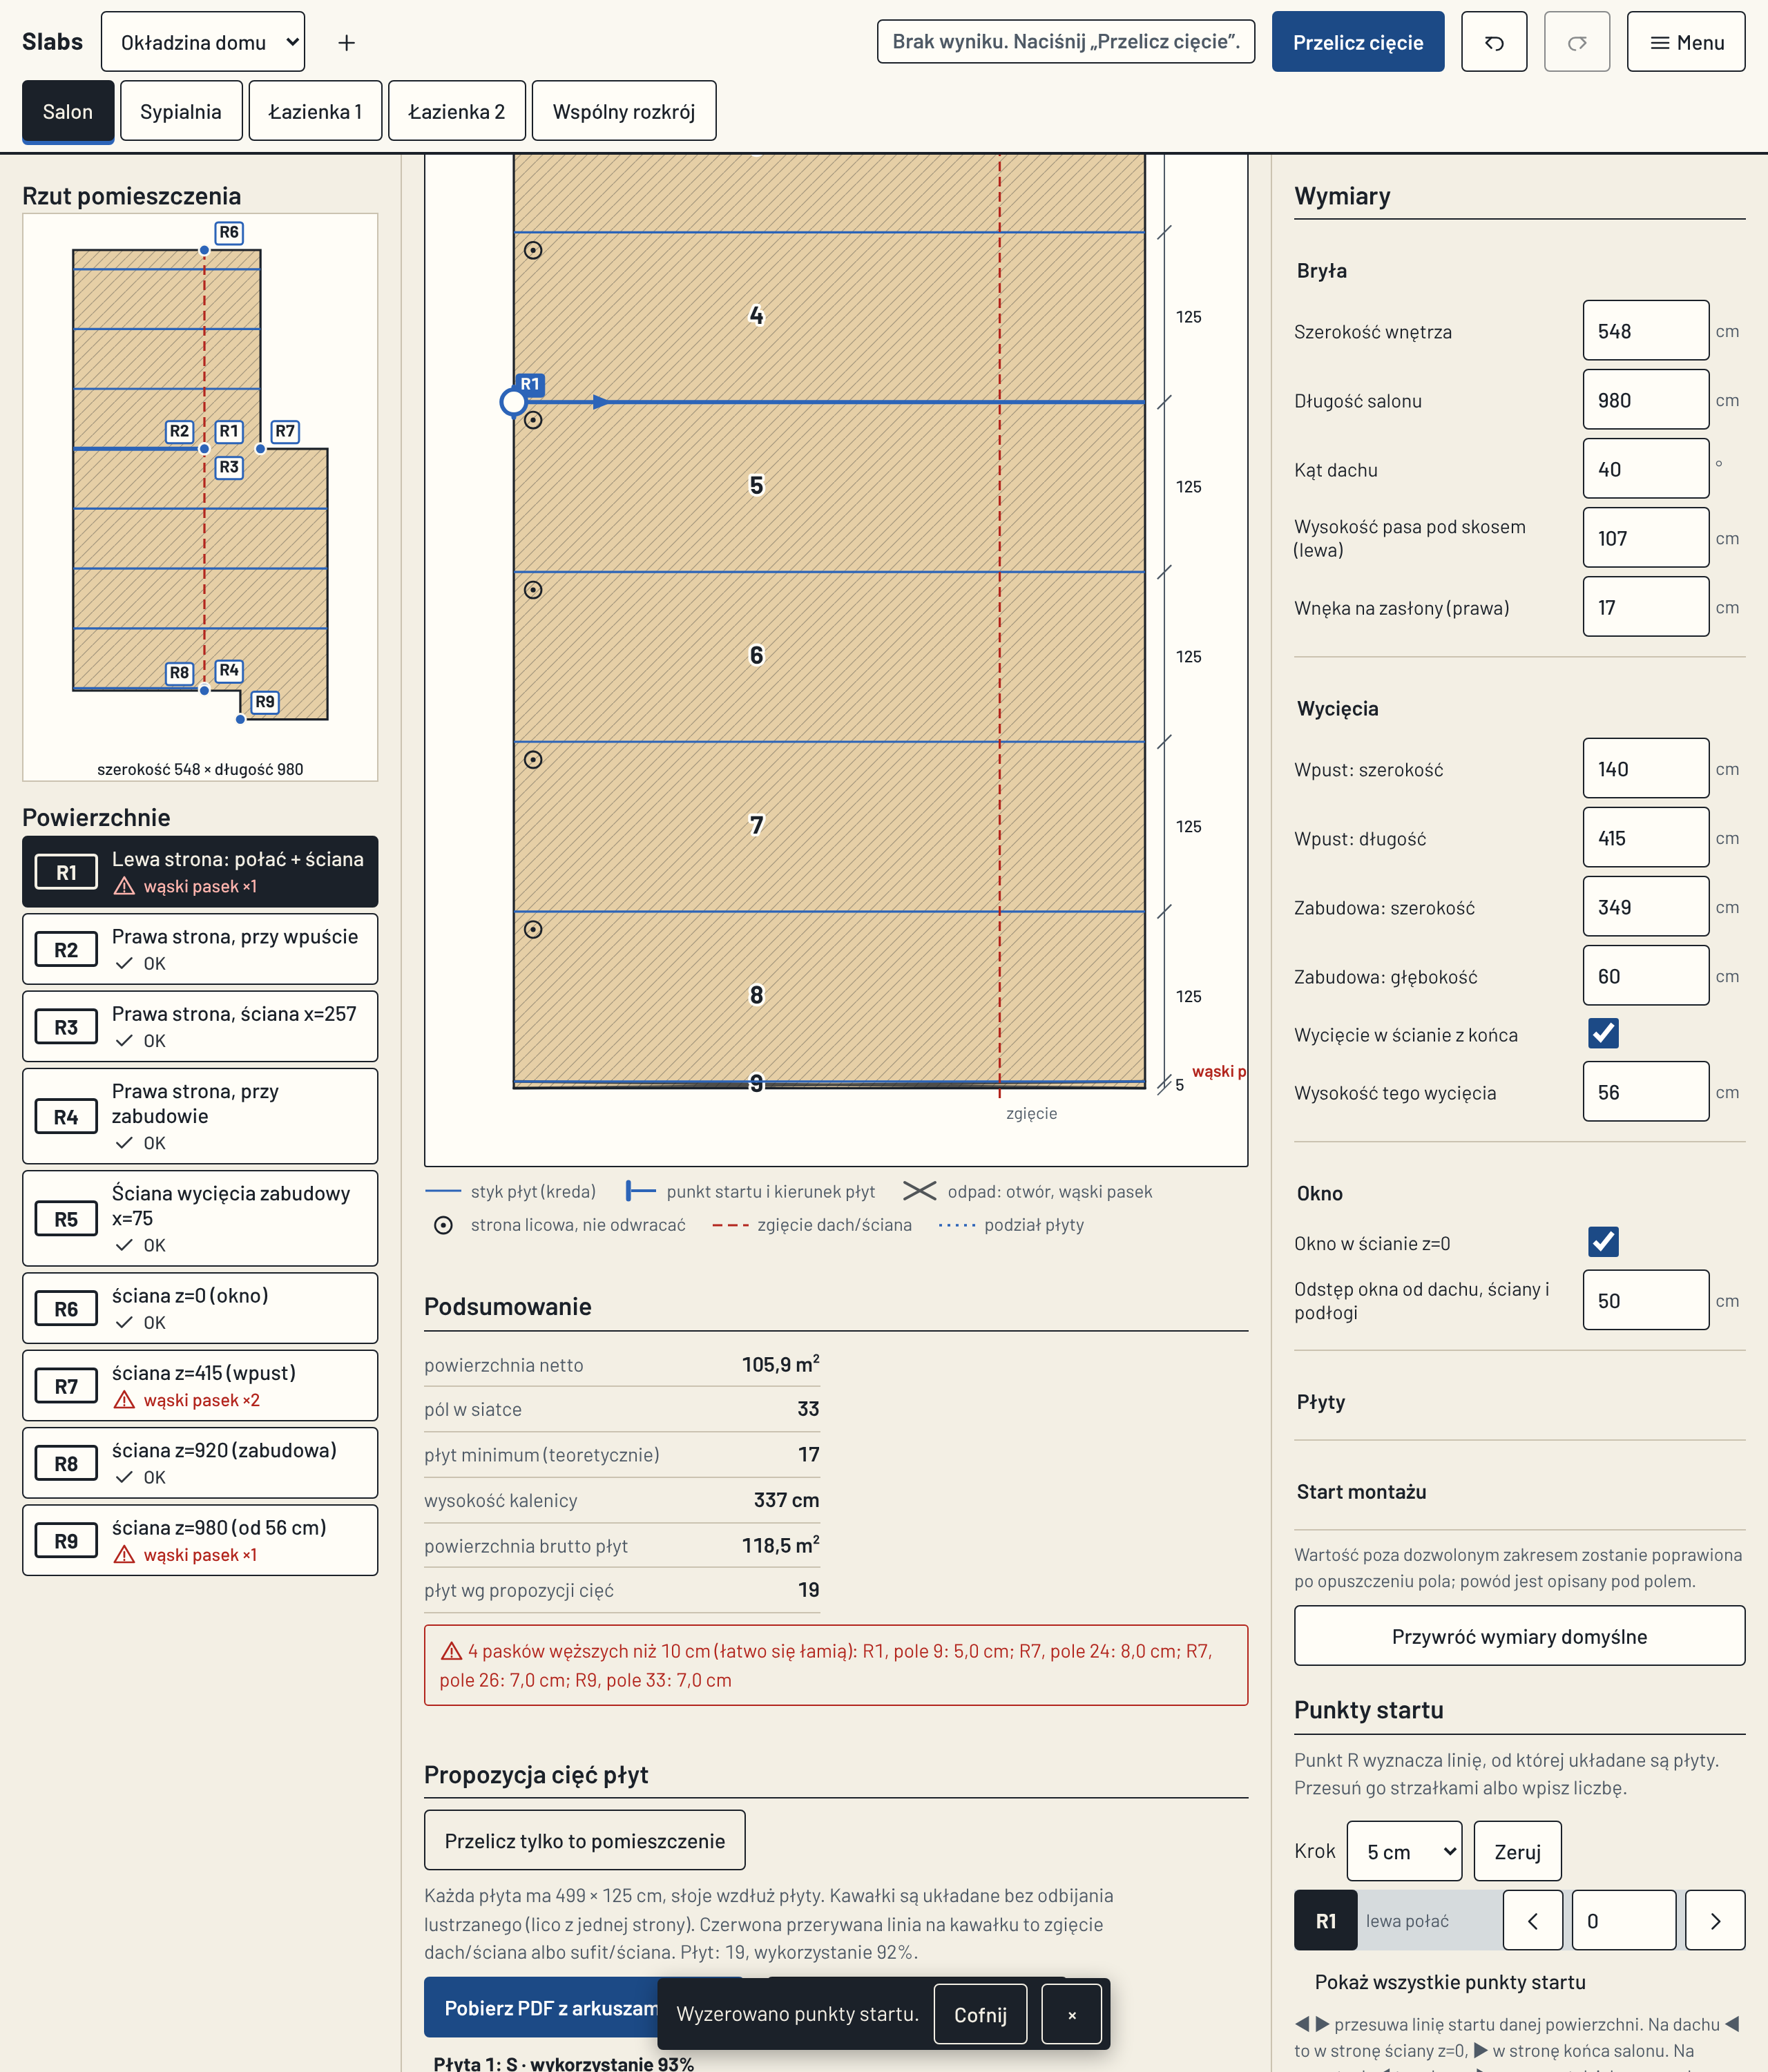 Slabs
Okładzina domu
+
Brak wyniku. Naciśnij „Przelicz cięcie”.
Przelicz cięcie
Menu
Salon
Sypialnia
Łazienka 1
Łazienka 2
Wspólny rozkrój
Rzut pomieszczenia
R6
R2
R1
R7
R3
R8
R4
R9
szerokość 548 × długość 980
Powierzchnie
R1
Lewa strona: połać + ściana
wąski pasek ×1
R2
Prawa strona, przy wpuście
OK
R3
Prawa strona, ściana x=257
OK
R4
Prawa strona, przy
zabudowie
OK
R5
Ściana wycięcia zabudowy
x=75
OK
R6
ściana z=0 (okno)
OK
R7
ściana z=415 (wpust)
wąski pasek ×2
R8
ściana z=920 (zabudowa)
OK
R9
ściana z=980 (od 56 cm)
wąski pasek ×1
4
125
R1
5
125
6
125
7
125
8
125
9
5
wąski p
zgięcie
styk płyt (kreda)
punkt startu i kierunek płyt
odpad: otwór, wąski pasek
strona licowa, nie odwracać
zgięcie dach/ściana
podział płyty
Podsumowanie
powierzchnia netto 105,9 m²
pól w siatce 33
płyt minimum (teoretycznie) 17
wysokość kalenicy 337 cm
powierzchnia brutto płyt 118,5 m²
płyt wg propozycji cięć 19
4 pasków węższych niż 10 cm (łatwo się łamią): R1, pole 9: 5,0 cm; R7, pole 24: 8,0 cm; R7,
pole 26: 7,0 cm; R9, pole 33: 7,0 cm
Propozycja cięć płyt
Przelicz tylko to pomieszczenie
Każda płyta ma 499 × 125 cm, słoje wzdłuż płyty. Kawałki są układane bez odbijania
lustrzanego (lico z jednej strony). Czerwona przerywana linia na kawałku to zgięcie
dach/ściana albo sufit/ściana. Płyt: 19, wykorzystanie 92%.
Pobierz PDF z arkuszam
Wyzerowano punkty startu.
Cofnij
×
Płyta 1: S · wykorzystanie 93%
Wymiary
Bryła
Szerokość wnętrza 548 cm
Długość salonu 980 cm
Kąt dachu 40 °
Wysokość pasa pod skosem
(lewa)
107 cm
Wnęka na zasłony (prawa) 17 cm
Wycięcia
Wpust: szerokość 140 cm
Wpust: długość 415 cm
Zabudowa: szerokość 349 cm
Zabudowa: głębokość 60 cm
Wycięcie w ścianie z końca
Wysokość tego wycięcia 56 cm
Okno
Okno w ścianie z=0
Odstęp okna od dachu, ściany i
podłogi
50 cm
Płyty
Start montażu
Wartość poza dozwolonym zakresem zostanie poprawiona
po opuszczeniu pola; powód jest opisany pod polem.
Przywróć wymiary domyślne
Punkty startu
Punkt R wyznacza linię, od której układane są płyty.
Przesuń go strzałkami albo wpisz liczbę.
Krok
5 cm
Zeruj
R1
lewa połać
0
Pokaż wszystkie punkty startu
◀ ▶ przesuwa linię startu danej powierzchni. Na dachu ◀
to w stronę ściany z=0, ▶ w stronę końca salonu. Na